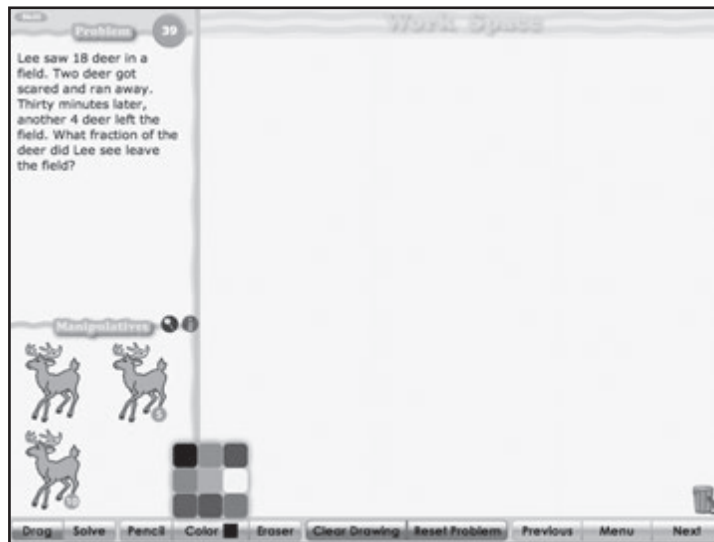 Problem 39
Work Space
Lee saw 18 deer in a
field. Two deer got
scared and ran away.
Thirty minutes later,
another 4 deer left the
field. What fraction of the
deer did Lee see leave
the field?
Manipulatives
Drag Solve Pencil Color Eraser Clear Drawing Reset Problem Previous Menu Next